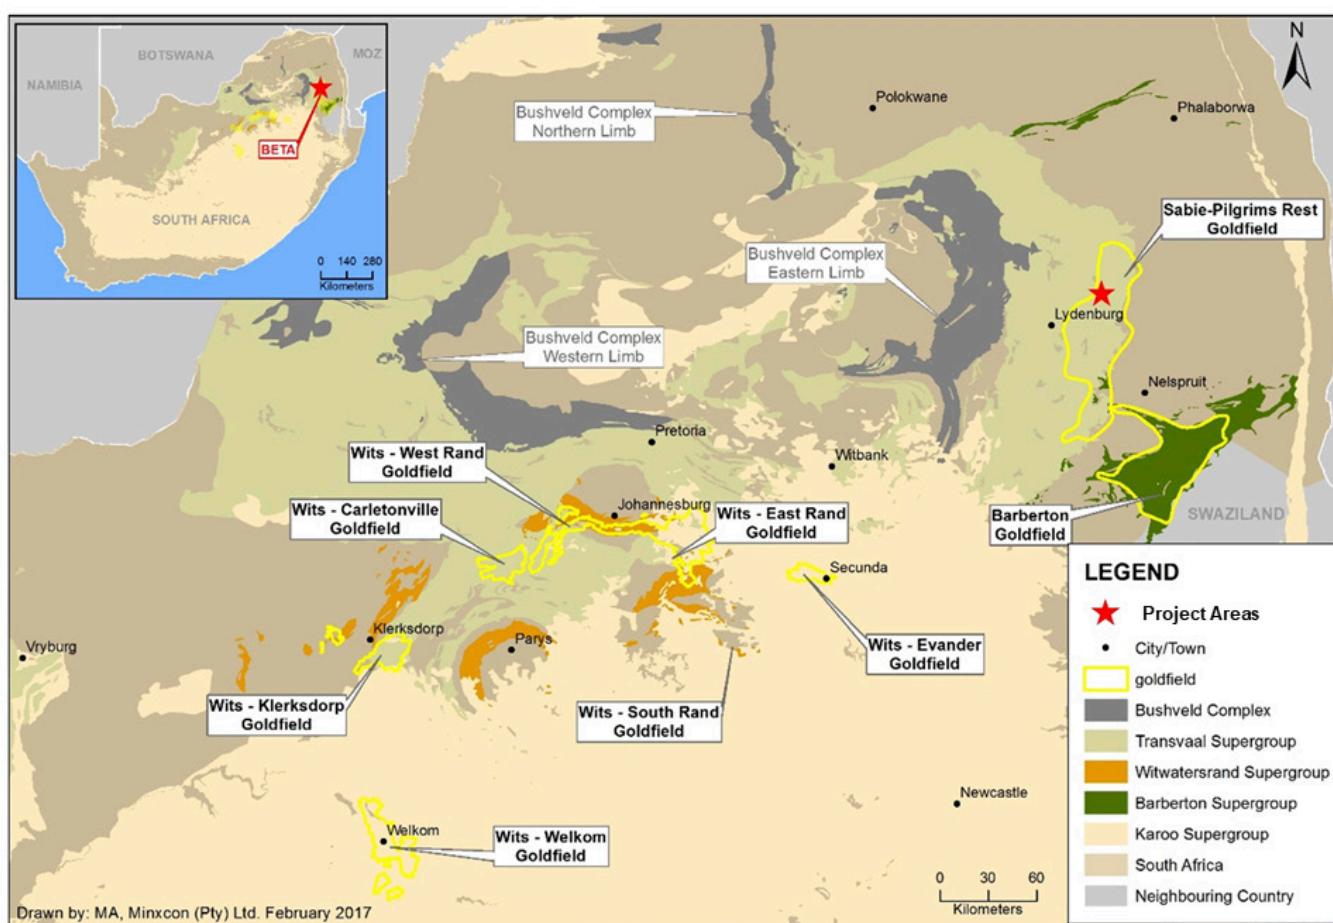 BOTSWANA
MOZ
NAMIBIA
BETA
SOUTH AFRICA
0 140 280
Kilometers
N
Polokwane
Phalaborwa
Bushveld Complex
Northern Limb
Sabie-Pilgrims Rest
Goldfield
Bushveld Complex
Eastern Limb
Lydenburg
Bushveld Complex
Western Limb
Nelspruit
Pretoria
Wits - West Rand
Goldfield
Witbank
Wits - Carletonville
Goldfield
Johannesburg
Wits - East Rand
Goldfield
Barberton
Goldfield
SWAZILAND
Secunda
Klerksdorp
Parys
Vryburg
Wits - Evander
Goldfield
Wits - Klerksdorp
Goldfield
Wits - South Rand
Goldfield
Newcastle
Welkom
Wits - Welkom
Goldfield
LEGEND
Project Areas
City/Town
goldfield
Bushveld Complex
Transvaal Supergroup
Witwatersrand Supergroup
Barberton Supergroup
Karoo Supergroup
South Africa
Neighbouring Country
0 30 60
Kilometers
Drawn by: MA, Minxcon (Pty) Ltd. February 2017